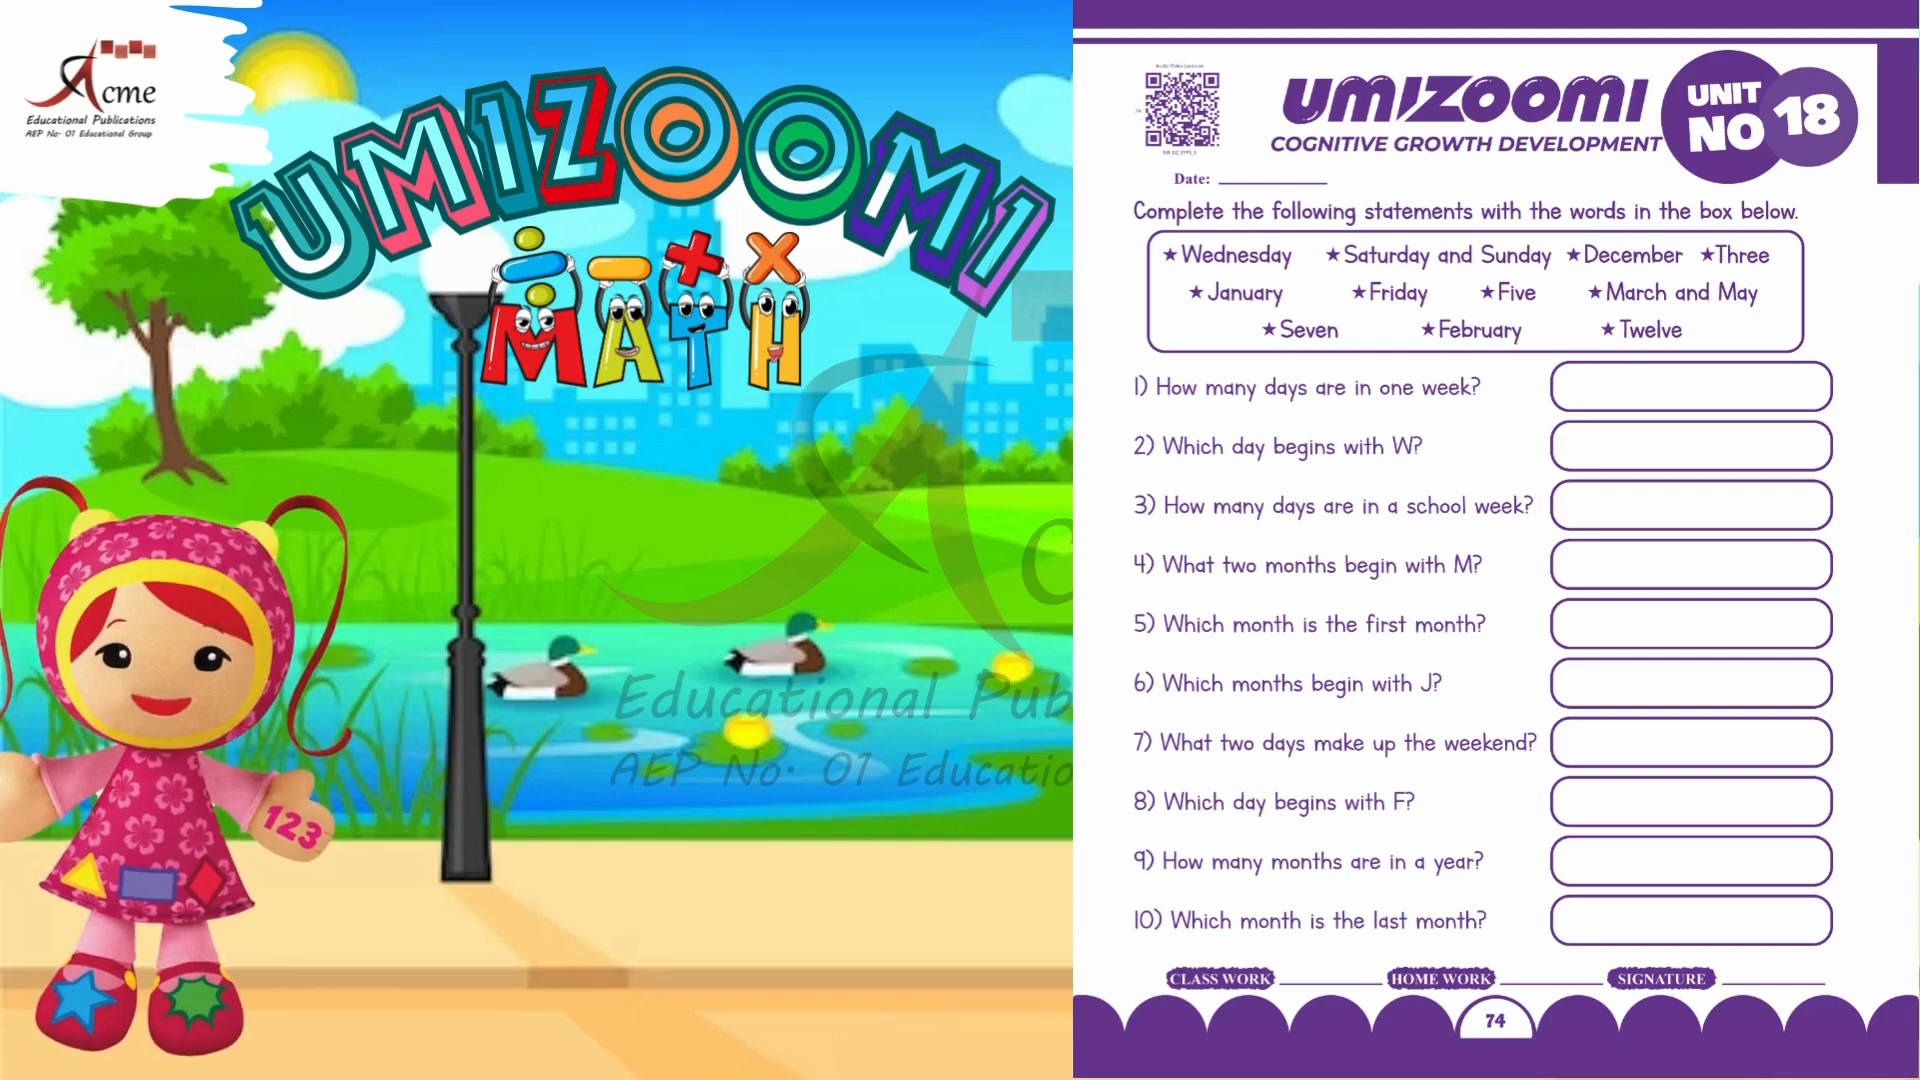 Acme
Educational Publications
AEP No· 01 Educational Group
UMIZOOMI
MATH
123
Educational Pub
AEP No· 01 Educatio
Audio Video Lectures
UMIZOOMI
COGNITIVE GROWTH DEVELOPMENT
UNIT
NO 18
Date:
Complete the following statements with the words in the box below.
★Wednesday ★Saturday and Sunday ★December ★Three
★January ★Friday ★Five ★March and May
★Seven ★February ★Twelve
1) How many days are in one week?
2) Which day begins with W?
3) How many days are in a school week?
4) What two months begin with M?
5) Which month is the first month?
6) Which months begin with J?
7) What two days make up the weekend?
8) Which day begins with F?
9) How many months are in a year?
10) Which month is the last month?
CLASS WORK HOME WORK SIGNATURE
74